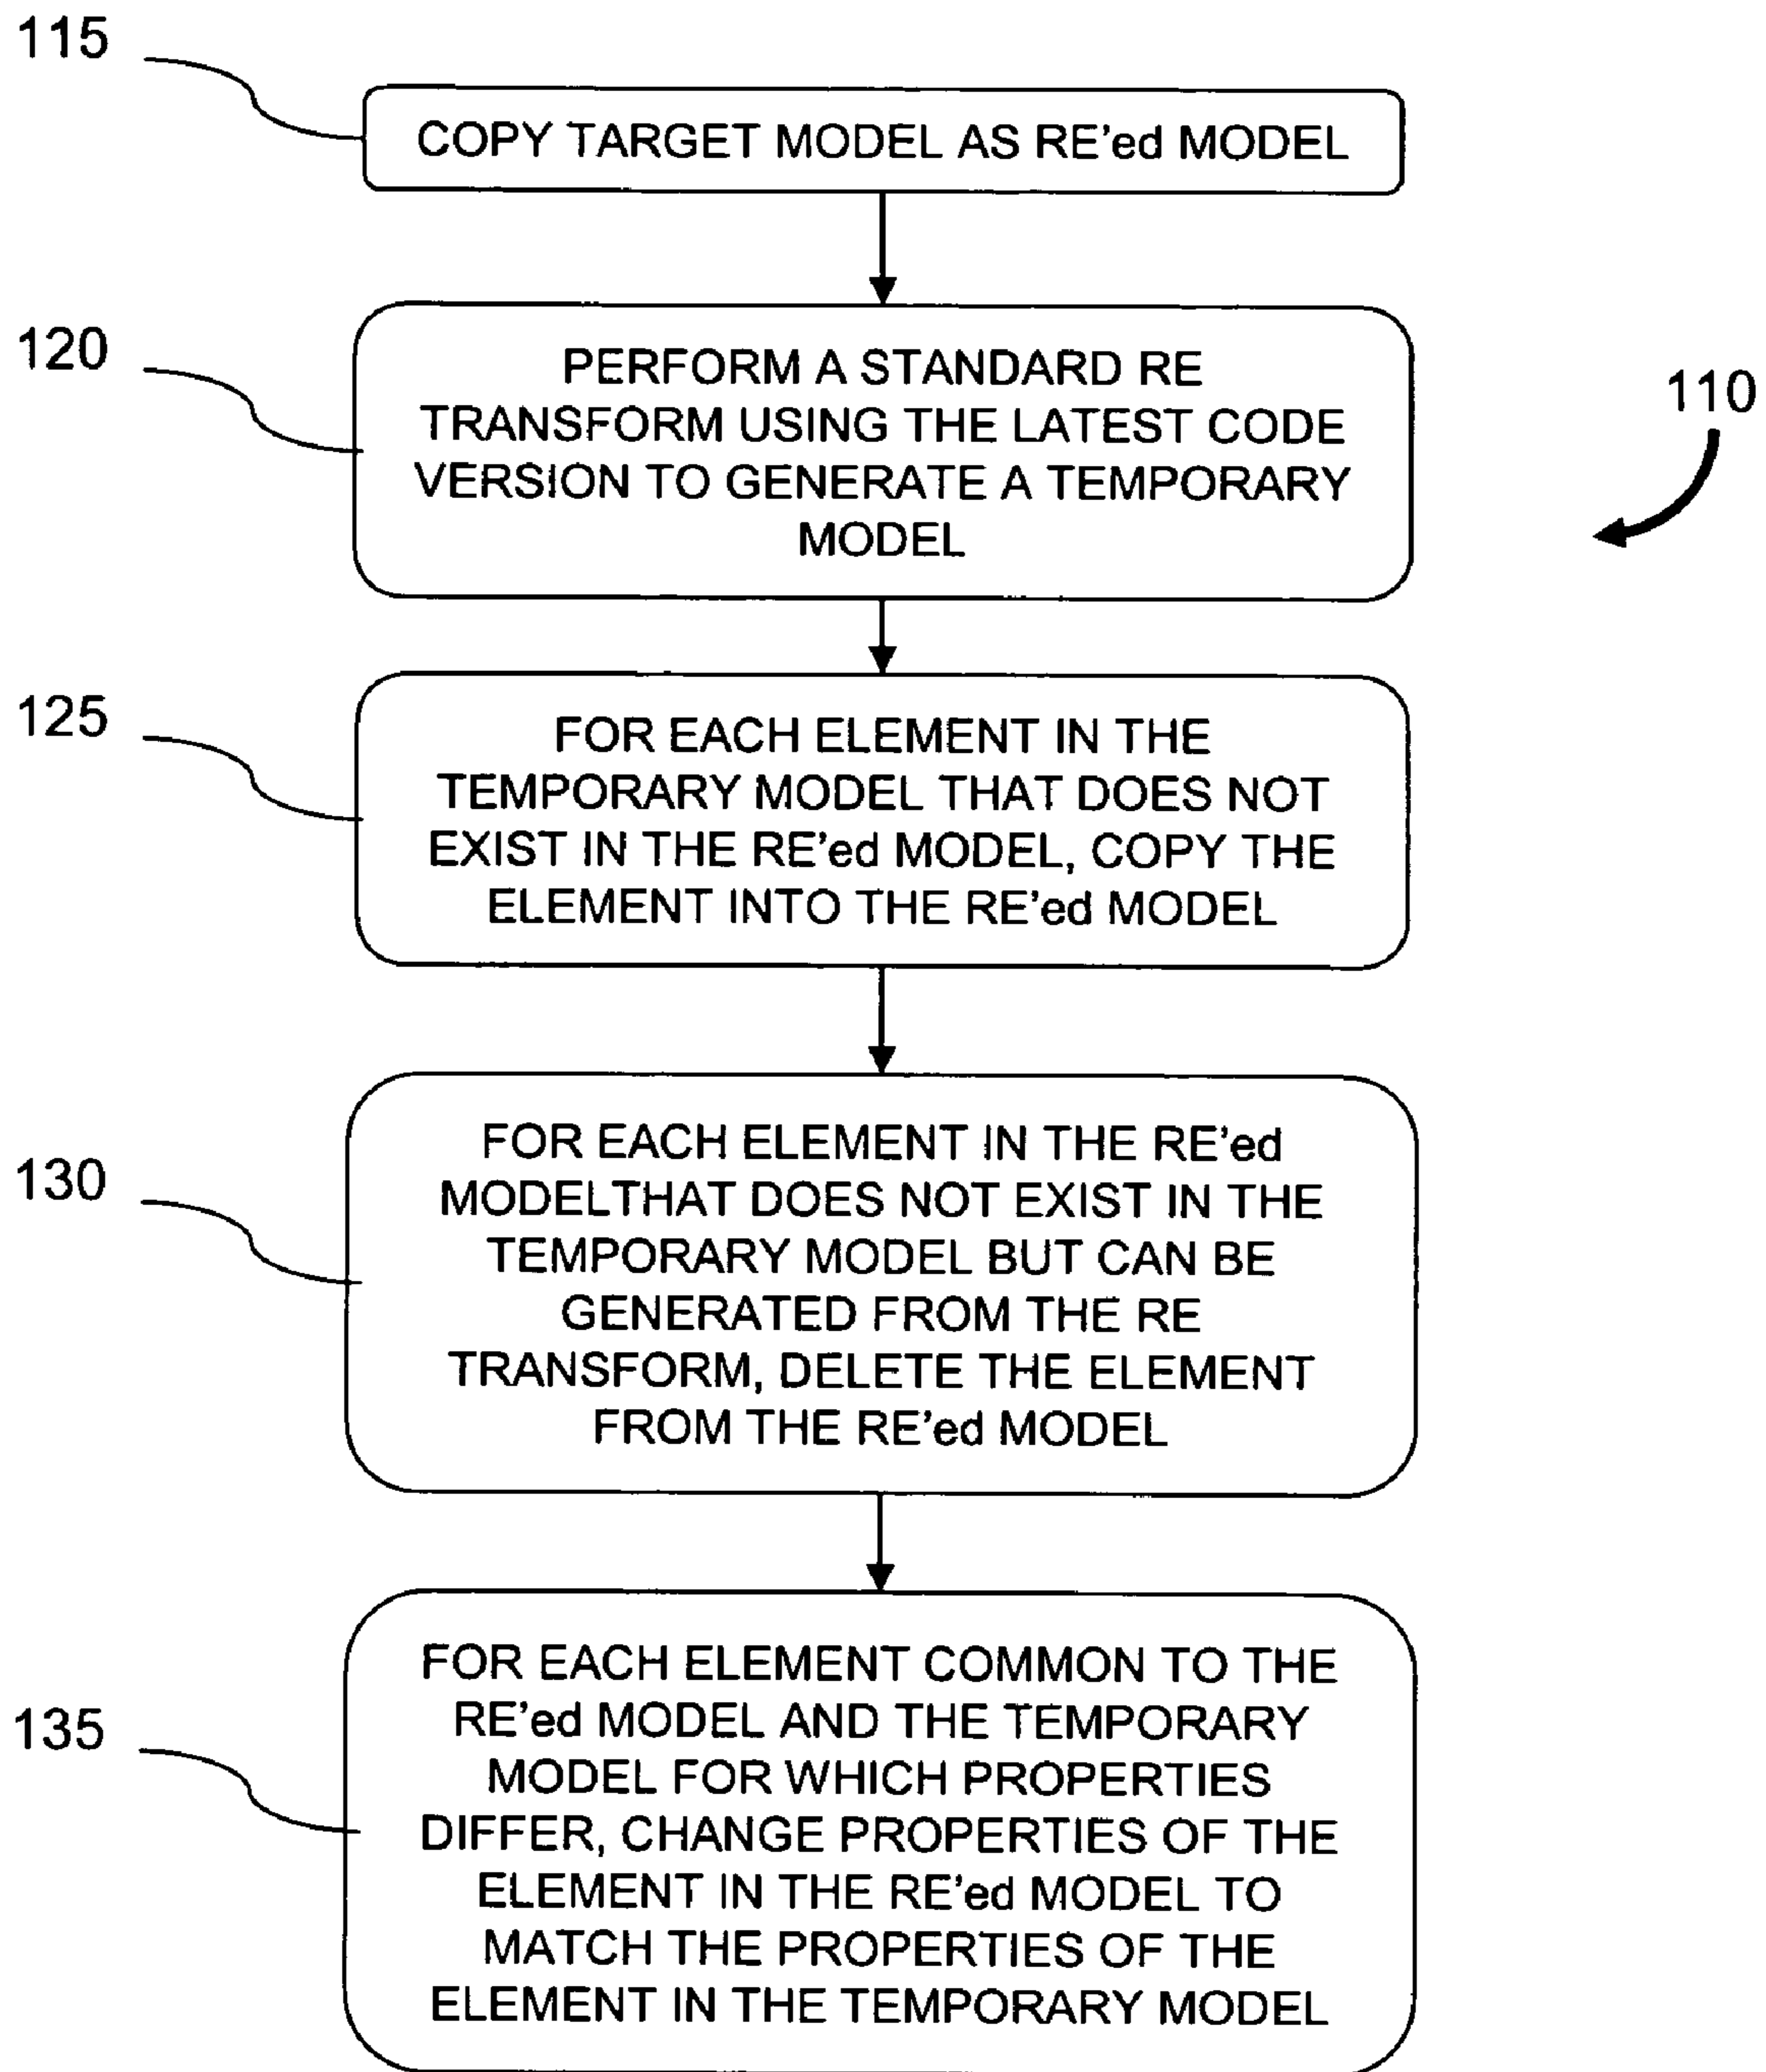 115
COPY TARGET MODEL AS RE'ed MODEL
120
PERFORM A STANDARD RE
TRANSFORM USING THE LATEST CODE
VERSION TO GENERATE A TEMPORARY
MODEL
110
125
FOR EACH ELEMENT IN THE
TEMPORARY MODEL THAT DOES NOT
EXIST IN THE RE'ed MODEL, COPY THE
ELEMENT INTO THE RE'ed MODEL
130
FOR EACH ELEMENT IN THE RE'ed
MODELTHAT DOES NOT EXIST IN THE
TEMPORARY MODEL BUT CAN BE
GENERATED FROM THE RE
TRANSFORM, DELETE THE ELEMENT
FROM THE RE'ed MODEL
135
FOR EACH ELEMENT COMMON TO THE
RE'ed MODEL AND THE TEMPORARY
MODEL FOR WHICH PROPERTIES
DIFFER, CHANGE PROPERTIES OF THE
ELEMENT IN THE RE'ed MODEL TO
MATCH THE PROPERTIES OF THE
ELEMENT IN THE TEMPORARY MODEL